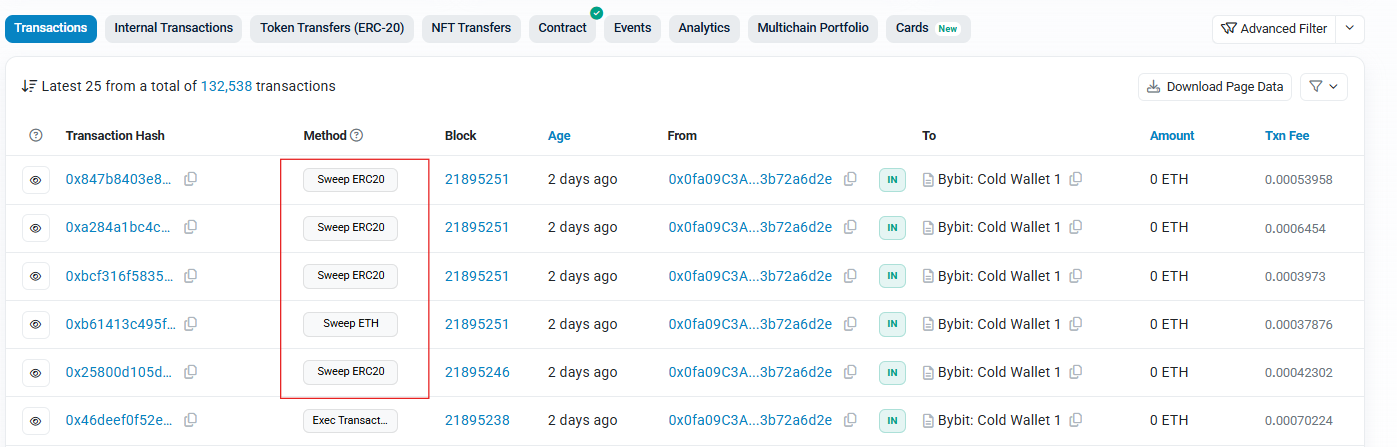 Transactions Internal Transactions Token Transfers (ERC-20) NFT Transfers Contract Events Analytics Multichain Portfolio Cards New Advanced Filter
Latest 25 from a total of 132,538 transactions Download Page Data
Transaction Hash Method Block Age From To Amount Txn Fee
0x847b8403e8... Sweep ERC20 21895251 2 days ago 0x0fa09C3A...3b72a6d2e IN Bybit: Cold Wallet 1 0 ETH 0.00053958
0xa284a1bc4c... Sweep ERC20 21895251 2 days ago 0x0fa09C3A...3b72a6d2e IN Bybit: Cold Wallet 1 0 ETH 0.0006454
0xbcf316f5835... Sweep ERC20 21895251 2 days ago 0x0fa09C3A...3b72a6d2e IN Bybit: Cold Wallet 1 0 ETH 0.0003973
0xb61413c495f... Sweep ETH 21895251 2 days ago 0x0fa09C3A...3b72a6d2e IN Bybit: Cold Wallet 1 0 ETH 0.00037876
0x25800d105d... Sweep ERC20 21895246 2 days ago 0x0fa09C3A...3b72a6d2e IN Bybit: Cold Wallet 1 0 ETH 0.00042302
0x46deef0f52e... Exec Transact... 21895238 2 days ago 0x0fa09C3A...3b72a6d2e IN Bybit: Cold Wallet 1 0 ETH 0.00070224